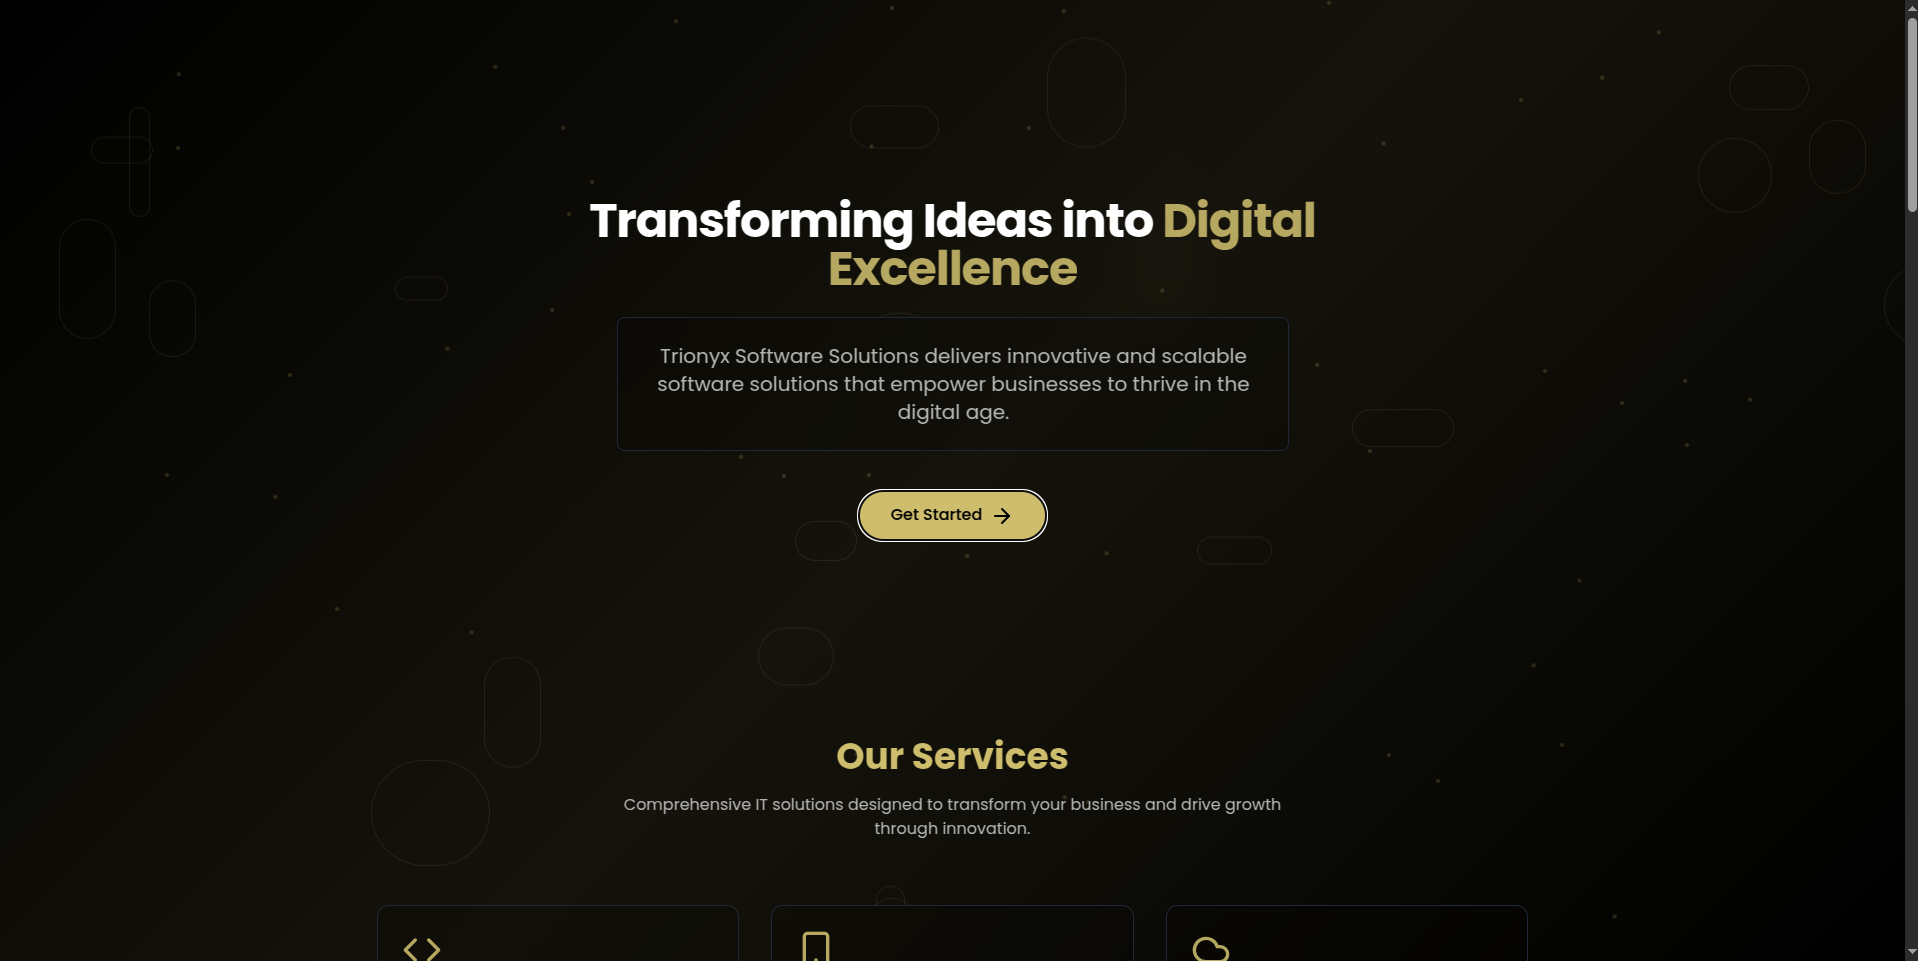 Transforming Ideas into Digital
Excellence
Trionyx Software Solutions delivers innovative and scalable
software solutions that empower businesses to thrive in the
digital age.
Get Started
Our Services
Comprehensive IT solutions designed to transform your business and drive growth
through innovation.